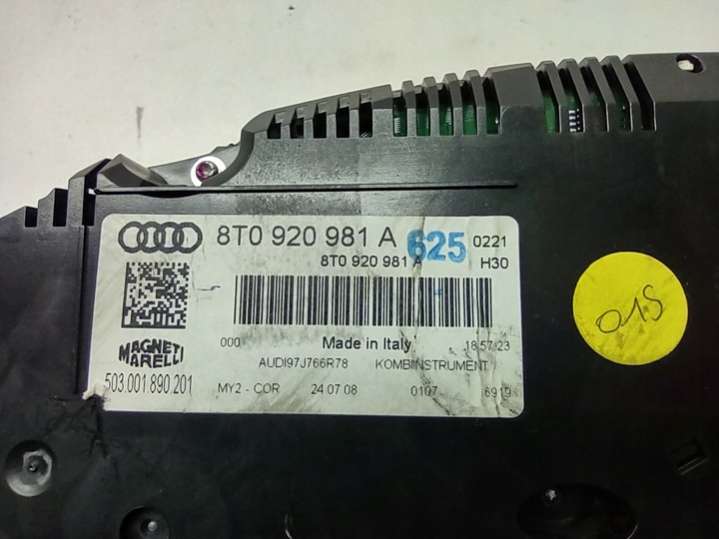 8T0 920 981 A 625 0221
8T0 920 981 A H30
000 Made in Italy 18:57:23
MAGNETI MARELLI
AUDI97J766R78 KOMBIINSTRUMENT
503.001.890.201
MY2 - COR 24 07 08 0107 6919
015